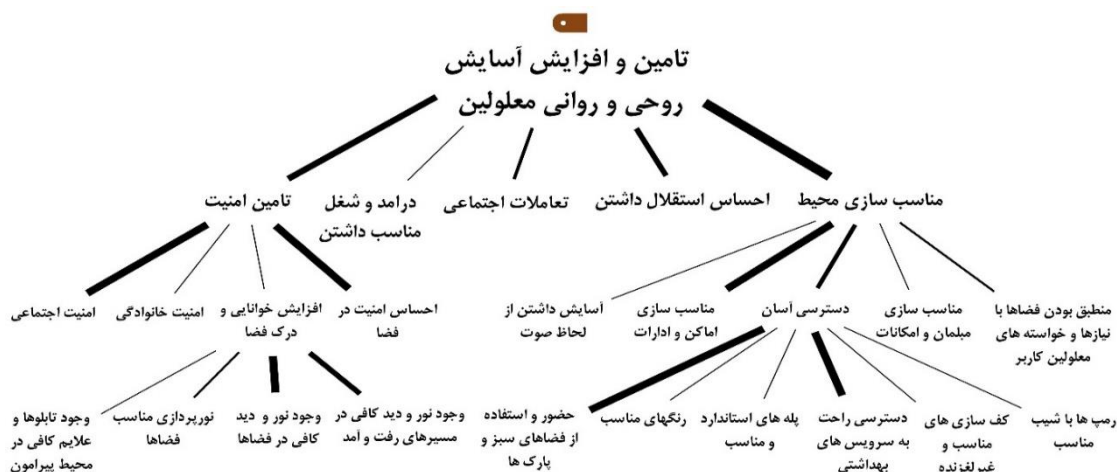 تامین و افزایش آسایش
روحی و روانی معلولین
مناسب سازی محیط
احساس استقلال داشتن
تعاملات اجتماعی
درامد و شغل
مناسب داشتن
تامین امنیت
منطبق بودن فضاها با
نیازها و خواسته های
معلولین کاربر
مناسب سازی
مبلمان و امکانات
دسترسی آسان
مناسب سازی
اماکن و ادارات
آسایش داشتن از
لحاظ صوت
احساس امنیت در
فضا
افزایش خوانایی و
درک فضا
امنیت خانوادگی
امنیت اجتماعی
رمپ ها با شیب
مناسب
کف سازی های
مناسب و
غیرلغزنده
دسترسی راحت
به سرویس های
بهداشتی
پله های استاندارد
و مناسب
رنگهای مناسب
حضور و استفاده
از فضاهای سبز و
پارک ها
وجود نور و دید کافی در
مسیرهای رفت و آمد
وجود نور و دید
کافی در فضاها
نورپردازی مناسب
فضاها
وجود تابلوها و
علایم کافی در
محیط پیرامون